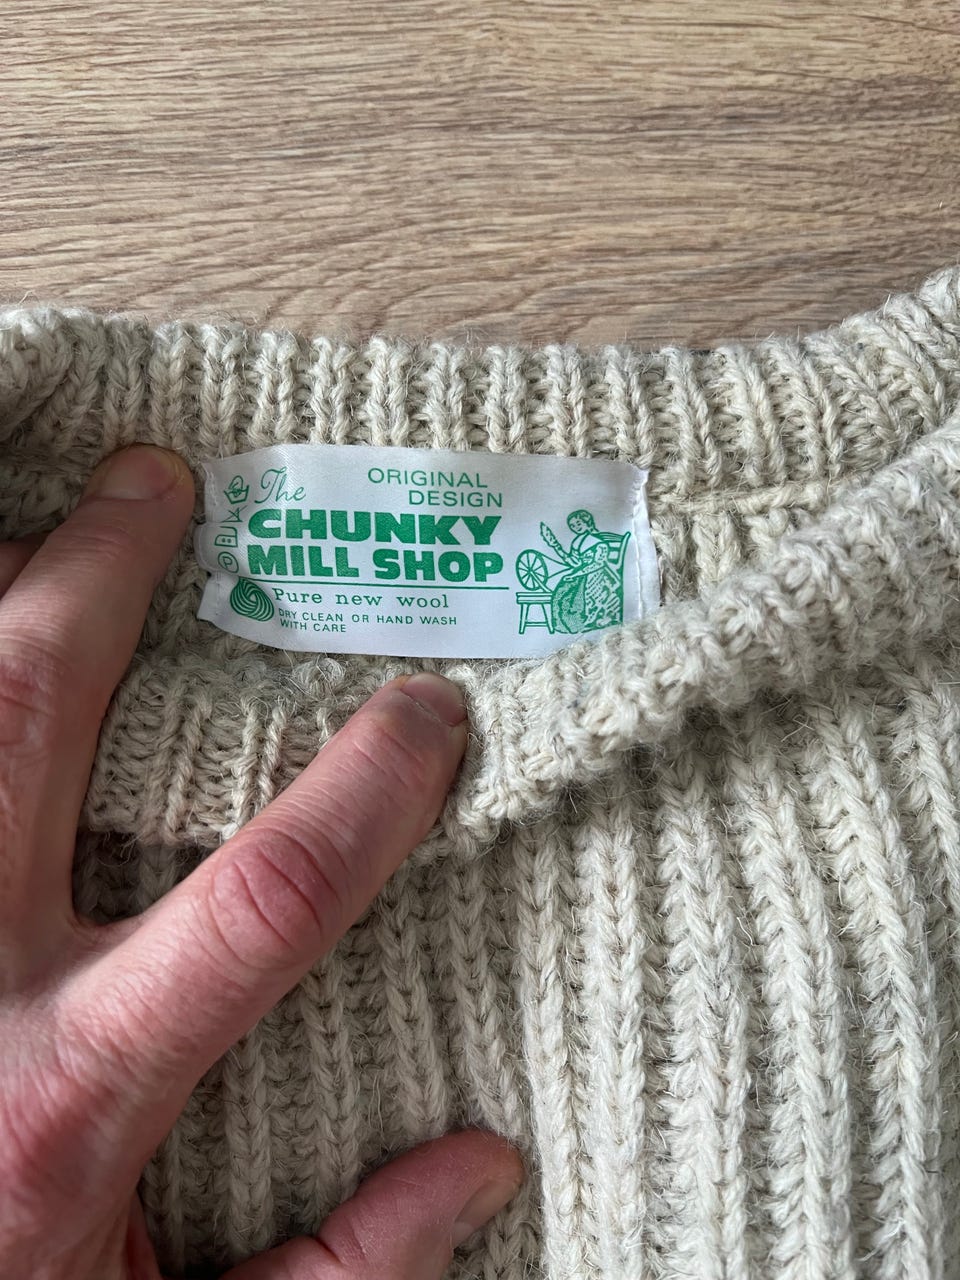 The
ORIGINAL
DESIGN
CHUNKY
MILL SHOP
Pure new wool
DRY CLEAN OR HAND WASH
WITH CARE
P